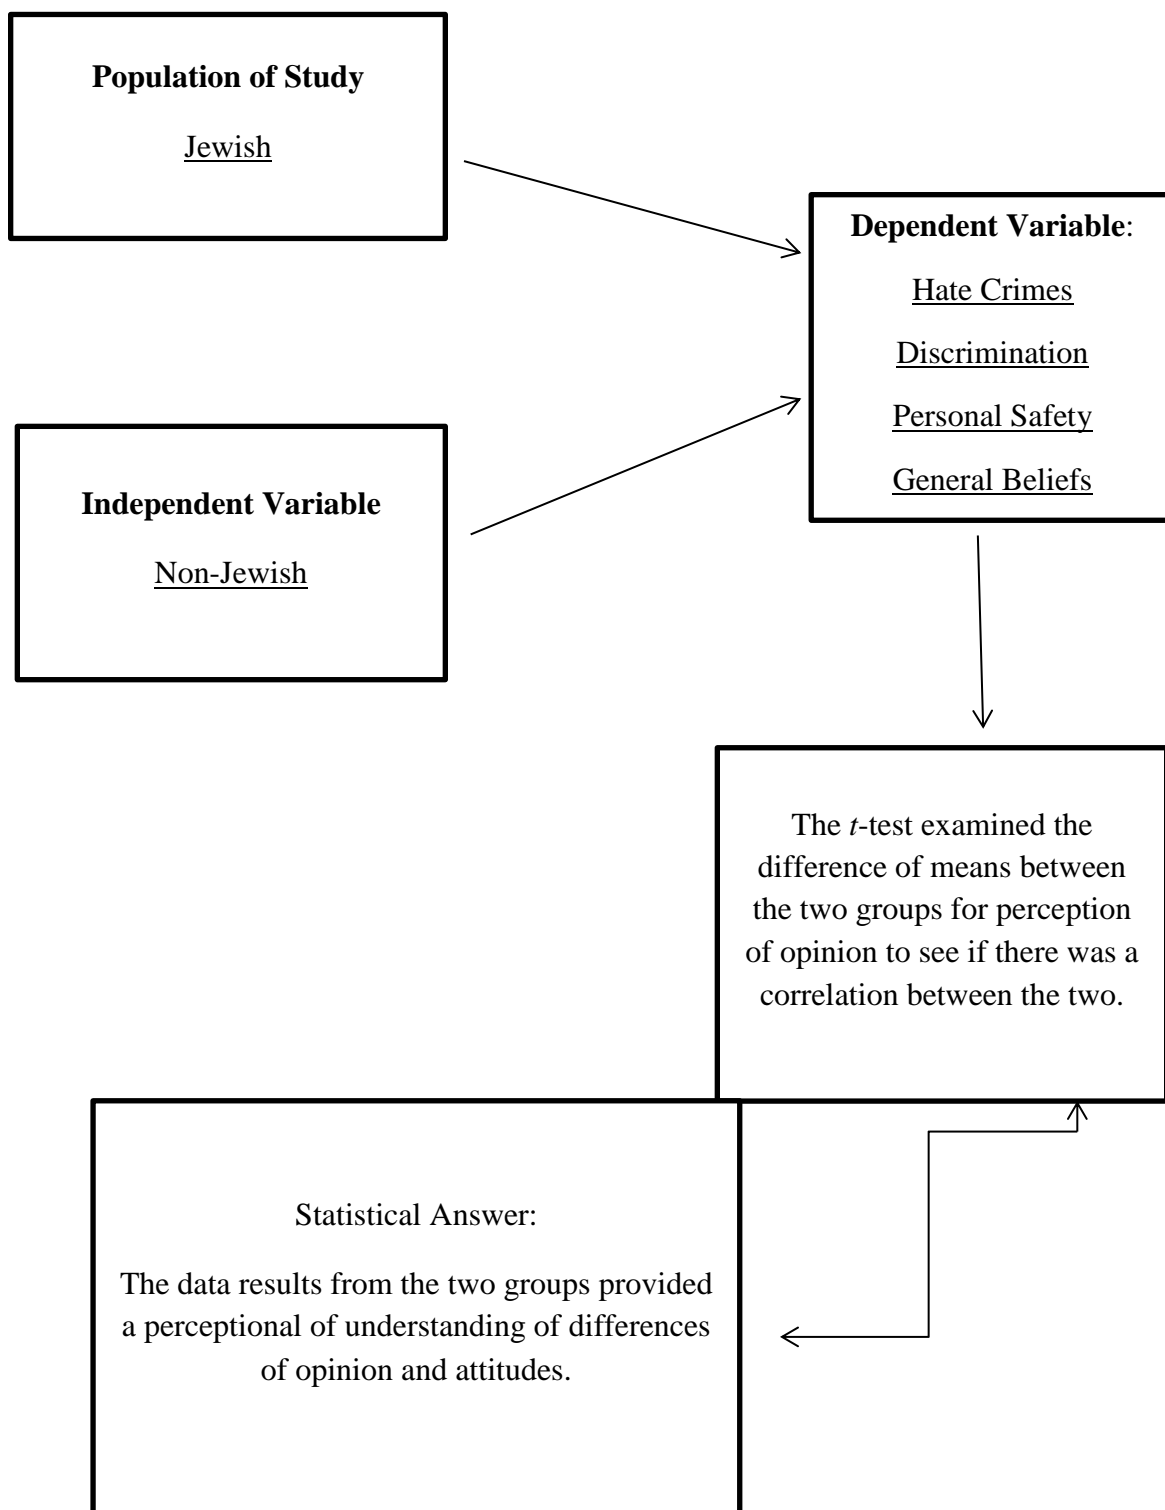 Population of Study
Jewish
Dependent Variable:
Hate Crimes
Discrimination
Personal Safety
General Beliefs
Independent Variable
Non-Jewish
The t-test examined the
difference of means between
the two groups for perception
of opinion to see if there was a
correlation between the two.
Statistical Answer:
The data results from the two groups provided
a perceptional of understanding of differences
of opinion and attitudes.